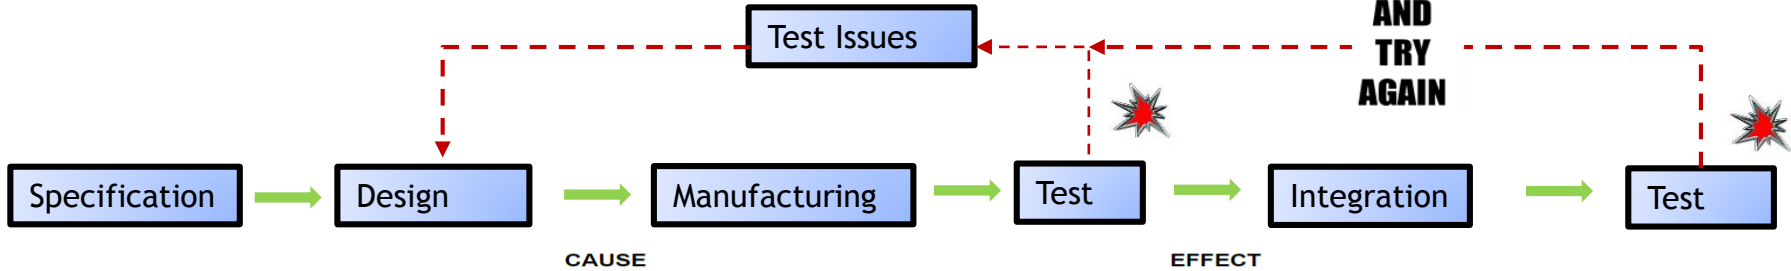 AND
TRY
AGAIN
Test Issues
Specification
Design
Manufacturing
Test
Integration
Test
CAUSE
EFFECT